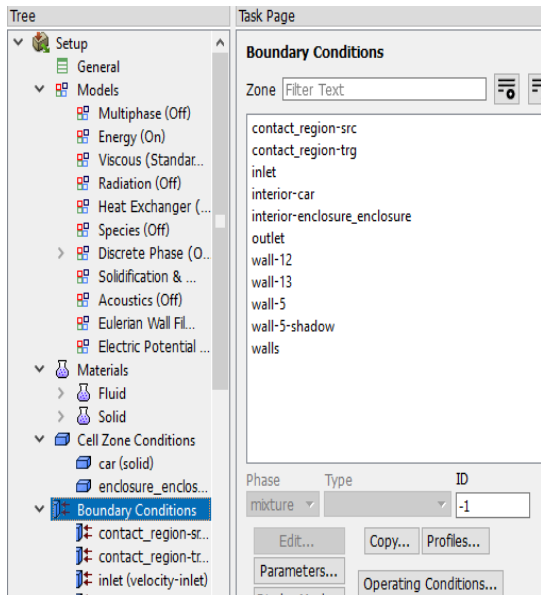 Tree
Setup
General
Models
Multiphase (Off)
Energy (On)
Viscous (Standar...
Radiation (Off)
Heat Exchanger (...
Species (Off)
Discrete Phase (O...
Solidification & ...
Acoustics (Off)
Eulerian Wall Fil...
Electric Potential ...
Materials
Fluid
Solid
Cell Zone Conditions
car (solid)
enclosure_enclos...
Boundary Conditions
contact_region-sr...
contact_region-tr...
inlet (velocity-inlet)
Task Page
Boundary Conditions
Zone Filter Text
contact_region-src
contact_region-trg
inlet
interior-car
interior-enclosure_enclosure
outlet
wall-12
wall-13
wall-5
wall-5-shadow
walls
Phase Type ID
mixture -1
Edit... Copy... Profiles...
Parameters... Operating Conditions...